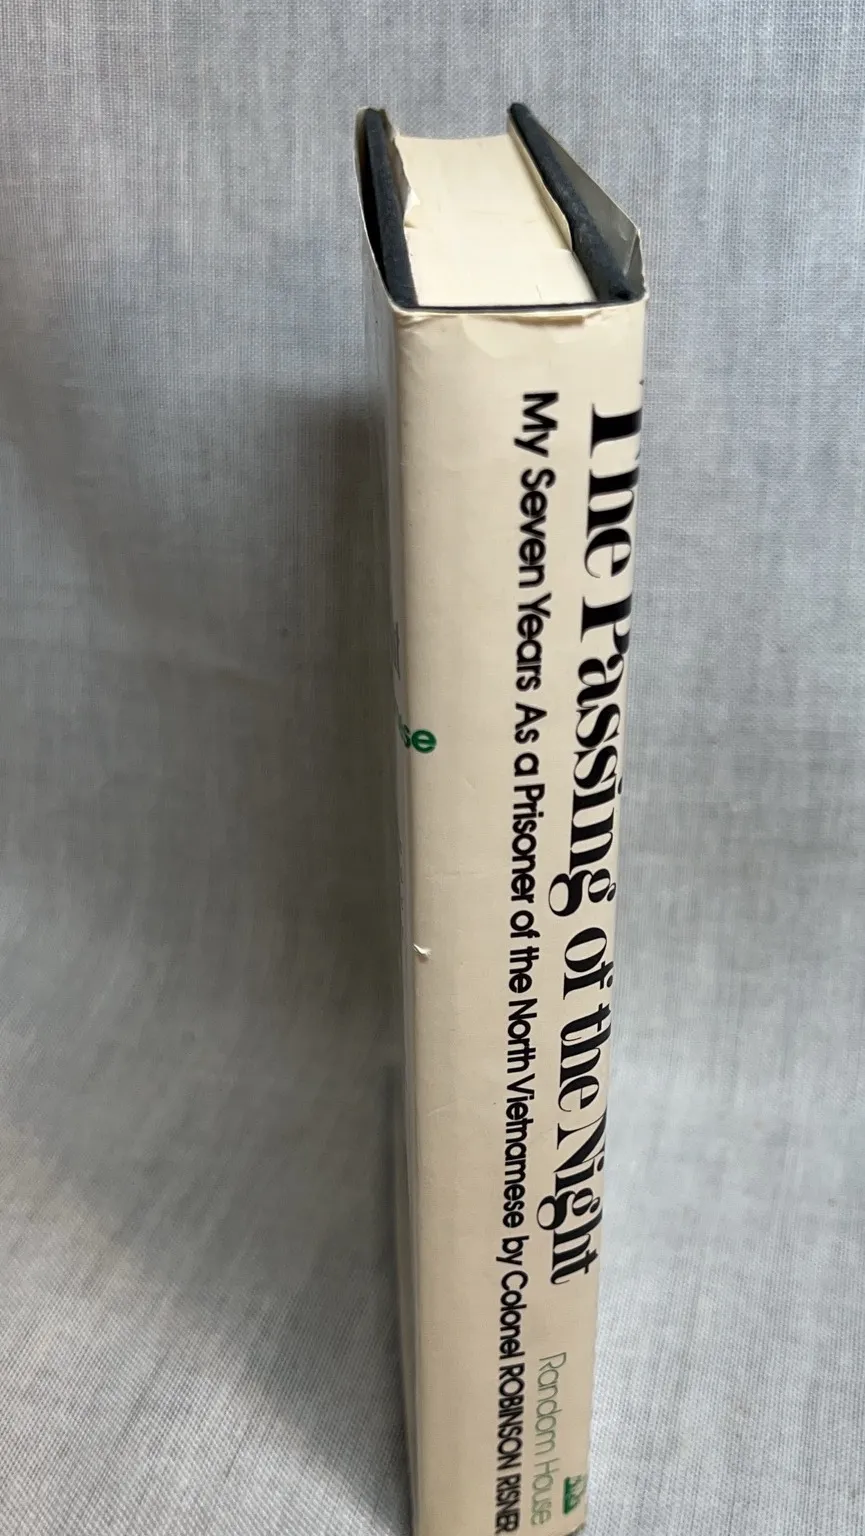 The Passing of the Night
My Seven Years As a Prisoner of the North Vietnamese by Colonel ROBINSON RISNER
Random House